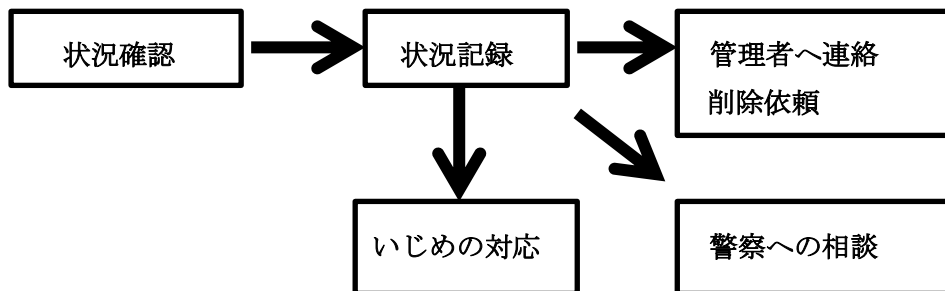 状況確認
状況記録
管理者へ連絡
削除依頼
いじめの対応
警察への相談